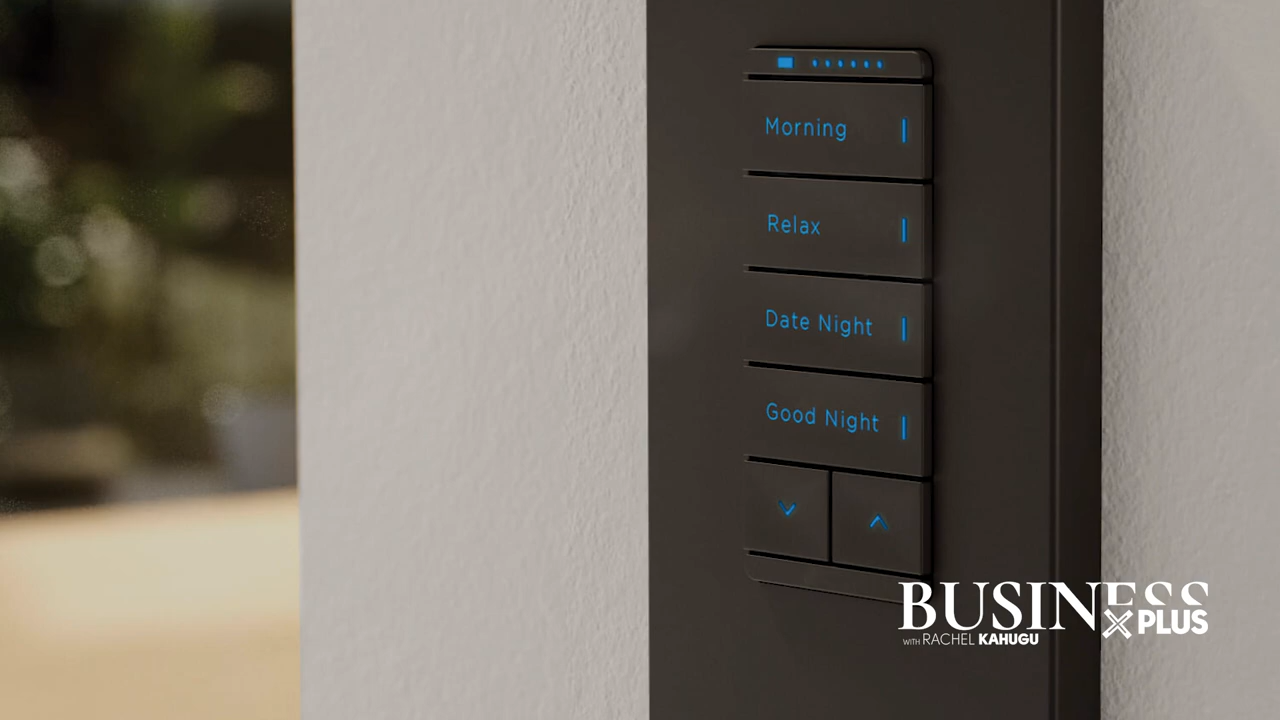 Morning
Relax
Date Night
Good Night
BUSINESS
PLUS
WITH RACHEL KAHUGU